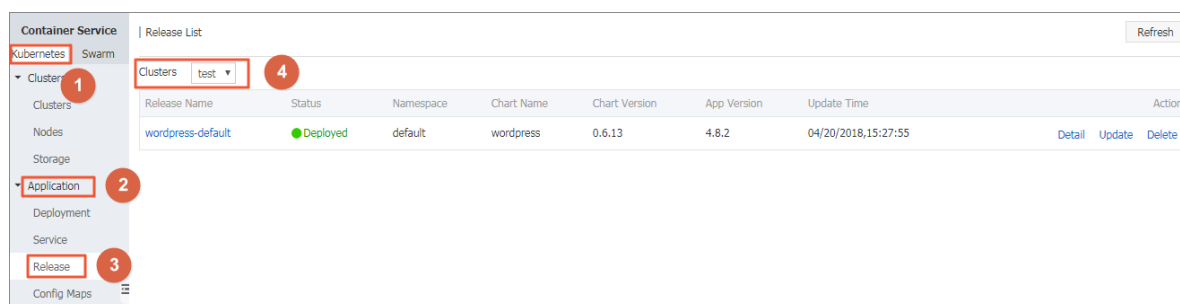 Container Service
Kubernetes Swarm
1
Clusters
Clusters
Nodes
Storage
Application 2
Deployment
Service
Release 3
Config Maps
Release List Refresh
Clusters test 4
Release Name Status Namespace Chart Name Chart Version App Version Update Time Action
wordpress-default Deployed default wordpress 0.6.13 4.8.2 04/20/2018,15:27:55 Detail Update Delete